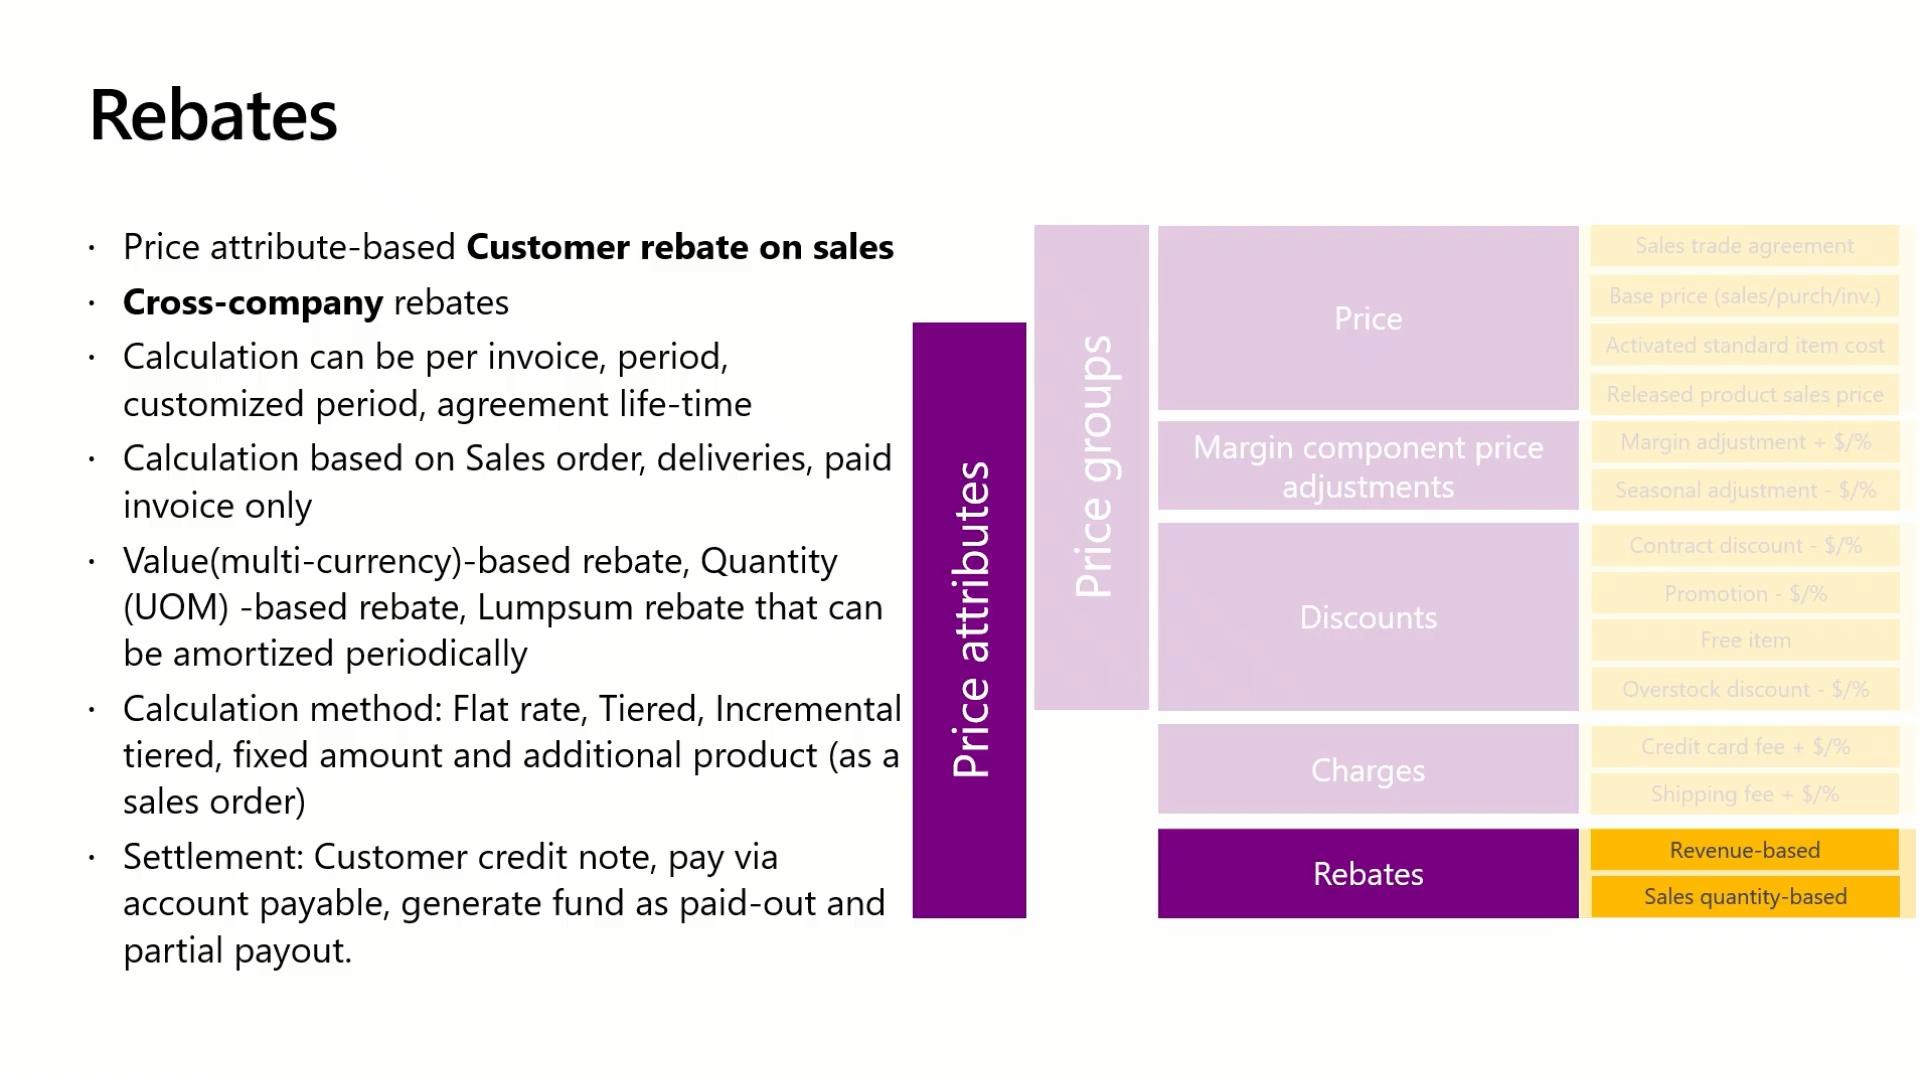 Rebates
· Price attribute-based Customer rebate on sales
· Cross-company rebates
· Calculation can be per invoice, period,
customized period, agreement life-time
· Calculation based on Sales order, deliveries, paid
invoice only
· Value(multi-currency)-based rebate, Quantity
(UOM) -based rebate, Lumpsum rebate that can
be amortized periodically
· Calculation method: Flat rate, Tiered, Incremental
tiered, fixed amount and additional product (as a
sales order)
· Settlement: Customer credit note, pay via
account payable, generate fund as paid-out and
partial payout.
Price attributes
Price groups
Price
Sales trade agreement
Base price (sales/purch/inv.)
Activated standard item cost
Released product sales price
Margin component price
adjustments
Margin adjustment + $/%
Seasonal adjustment - $/%
Discounts
Contract discount - $/%
Promotion - $/%
Free item
Overstock discount - $/%
Charges
Credit card fee + $/%
Shipping fee + $/%
Rebates
Revenue-based
Sales quantity-based